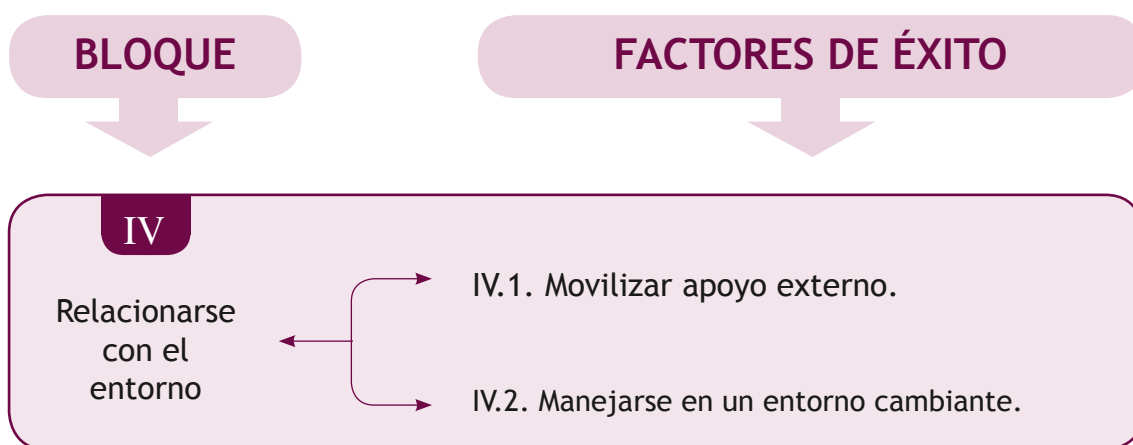 BLOQUE
FACTORES DE ÉXITO
IV
Relacionarse
con el
entorno
IV.1. Movilizar apoyo externo.
IV.2. Manejarse en un entorno cambiante.